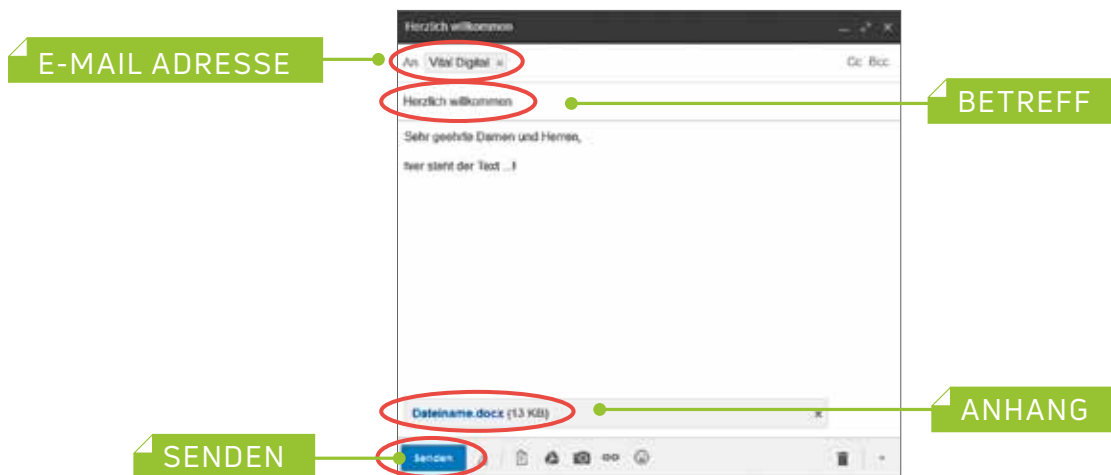 Herzlich willkommen
E-MAIL ADRESSE
An Vital Digital × Cc Bcc
Herzlich willkommen
BETREFF
Sehr geehrte Damen und Herren,
hier steht der Text ...!
Dateiname.docx (13 KB) ×
ANHANG
SENDEN
Senden